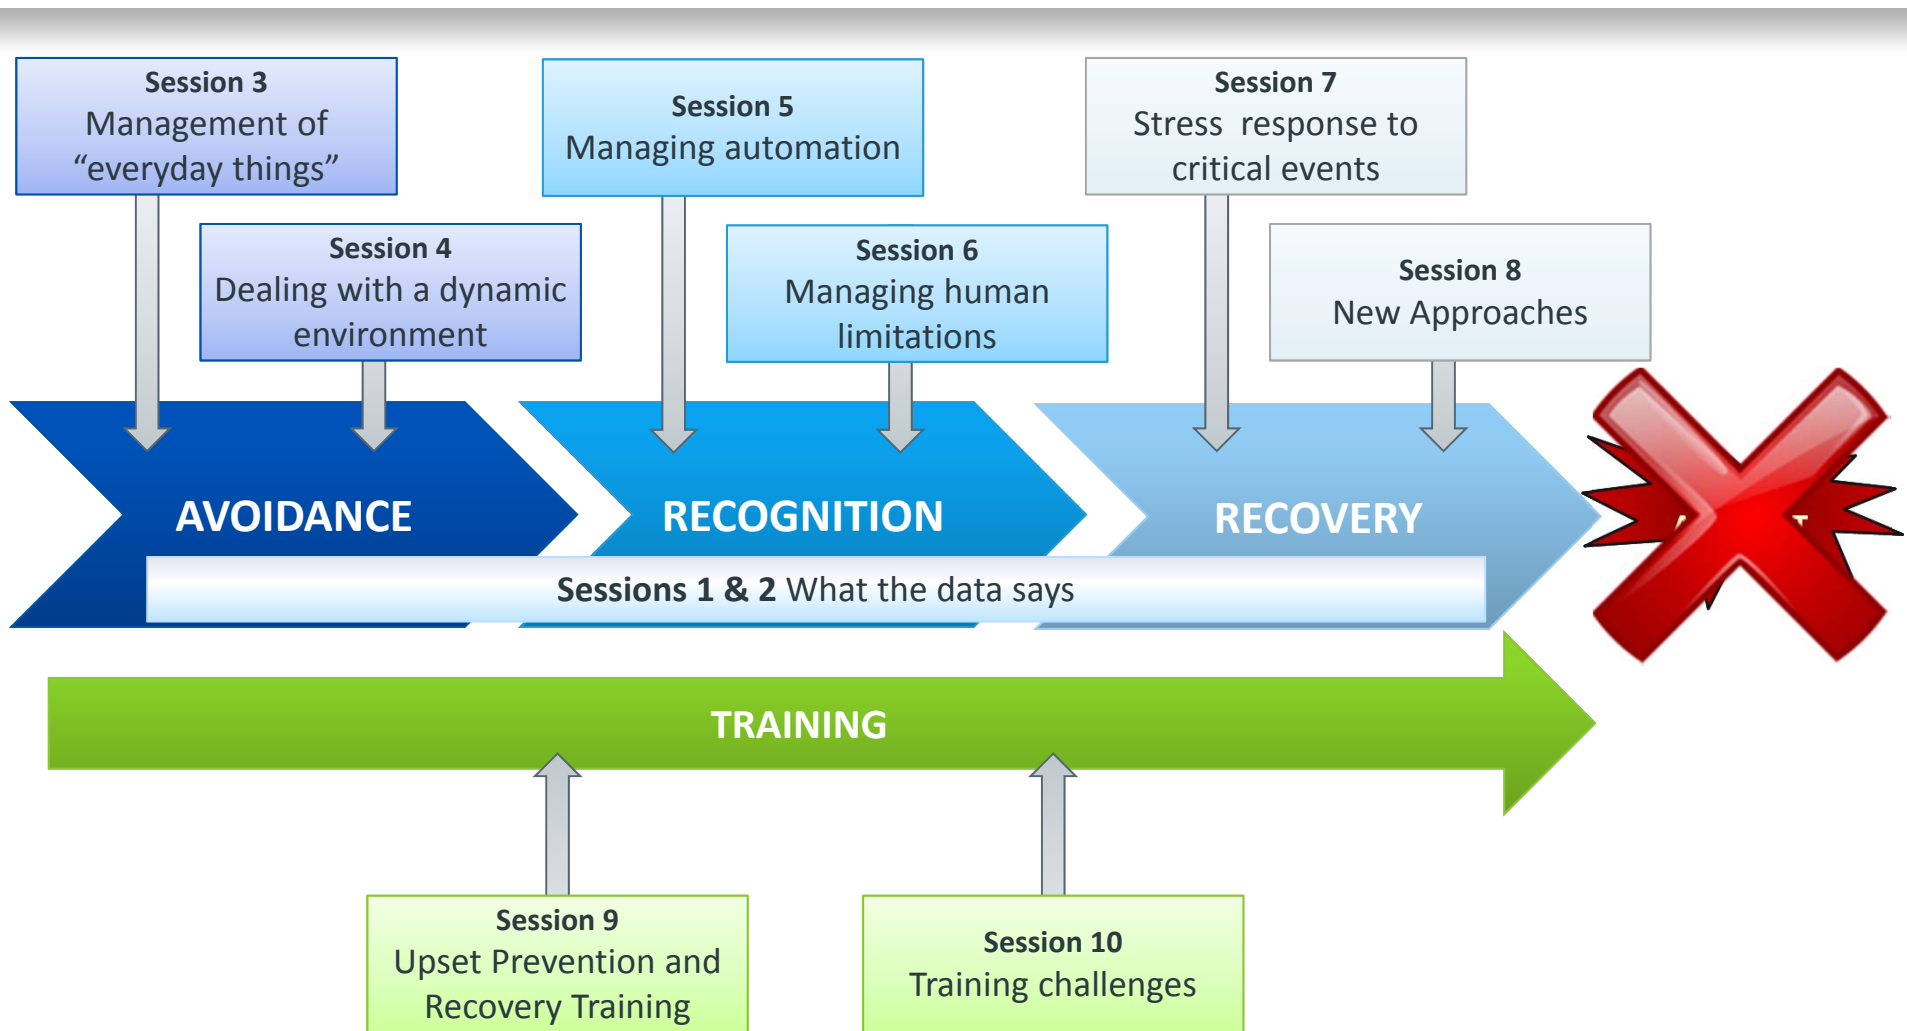 Session 3
Management of
“everyday things”
Session 4
Dealing with a dynamic
environment
Session 5
Managing automation
Session 6
Managing human
limitations
Session 7
Stress response to
critical events
Session 8
New Approaches
AVOIDANCE
RECOGNITION
RECOVERY
Sessions 1 & 2 What the data says
TRAINING
Session 9
Upset Prevention and
Recovery Training
Session 10
Training challenges